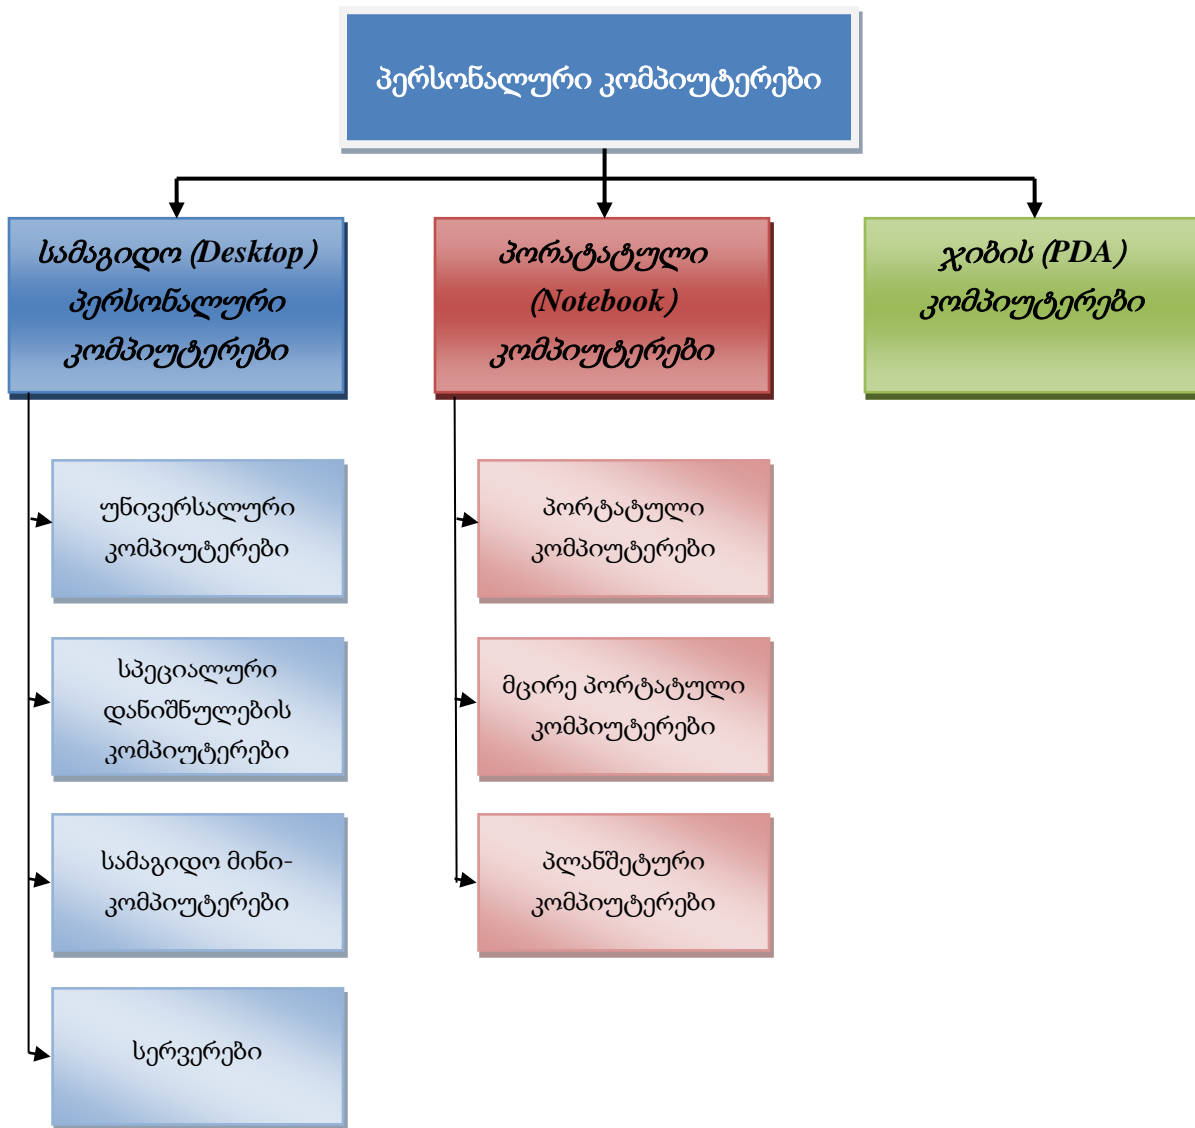 პერსონალური კომპიუტერები
სამაგიდო (Desktop)
პერსონალური
კომპიუტერები
პორატატული
(Notebook)
კომპიუტერები
ჯიბის (PDA)
კომპიუტერები
უნივერსალური
კომპიუტერები
სპეციალური
დანიშნულების
კომპიუტერები
სამაგიდო მინი-
კომპიუტერები
სერვერები
პორტატული
კომპიუტერები
მცირე პორტატული
კომპიუტერები
პლანშეტური
კომპიუტერები